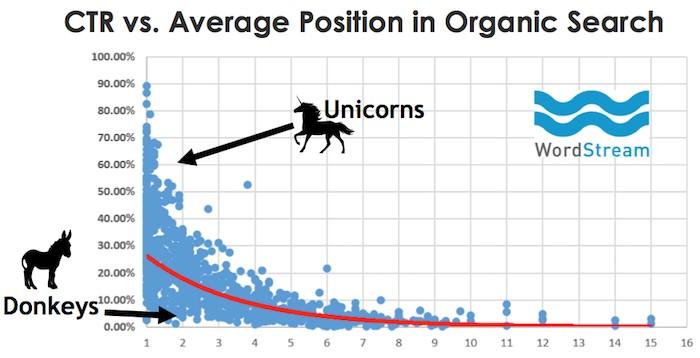 CTR vs. Average Position in Organic Search
100.00%
90.00%
80.00%
70.00%
60.00%
50.00%
40.00%
30.00%
20.00%
10.00%
0.00%
Unicorns
WordStream
Donkeys
1 2 3 4 5 6 7 8 9 10 11 12 13 14 15 16